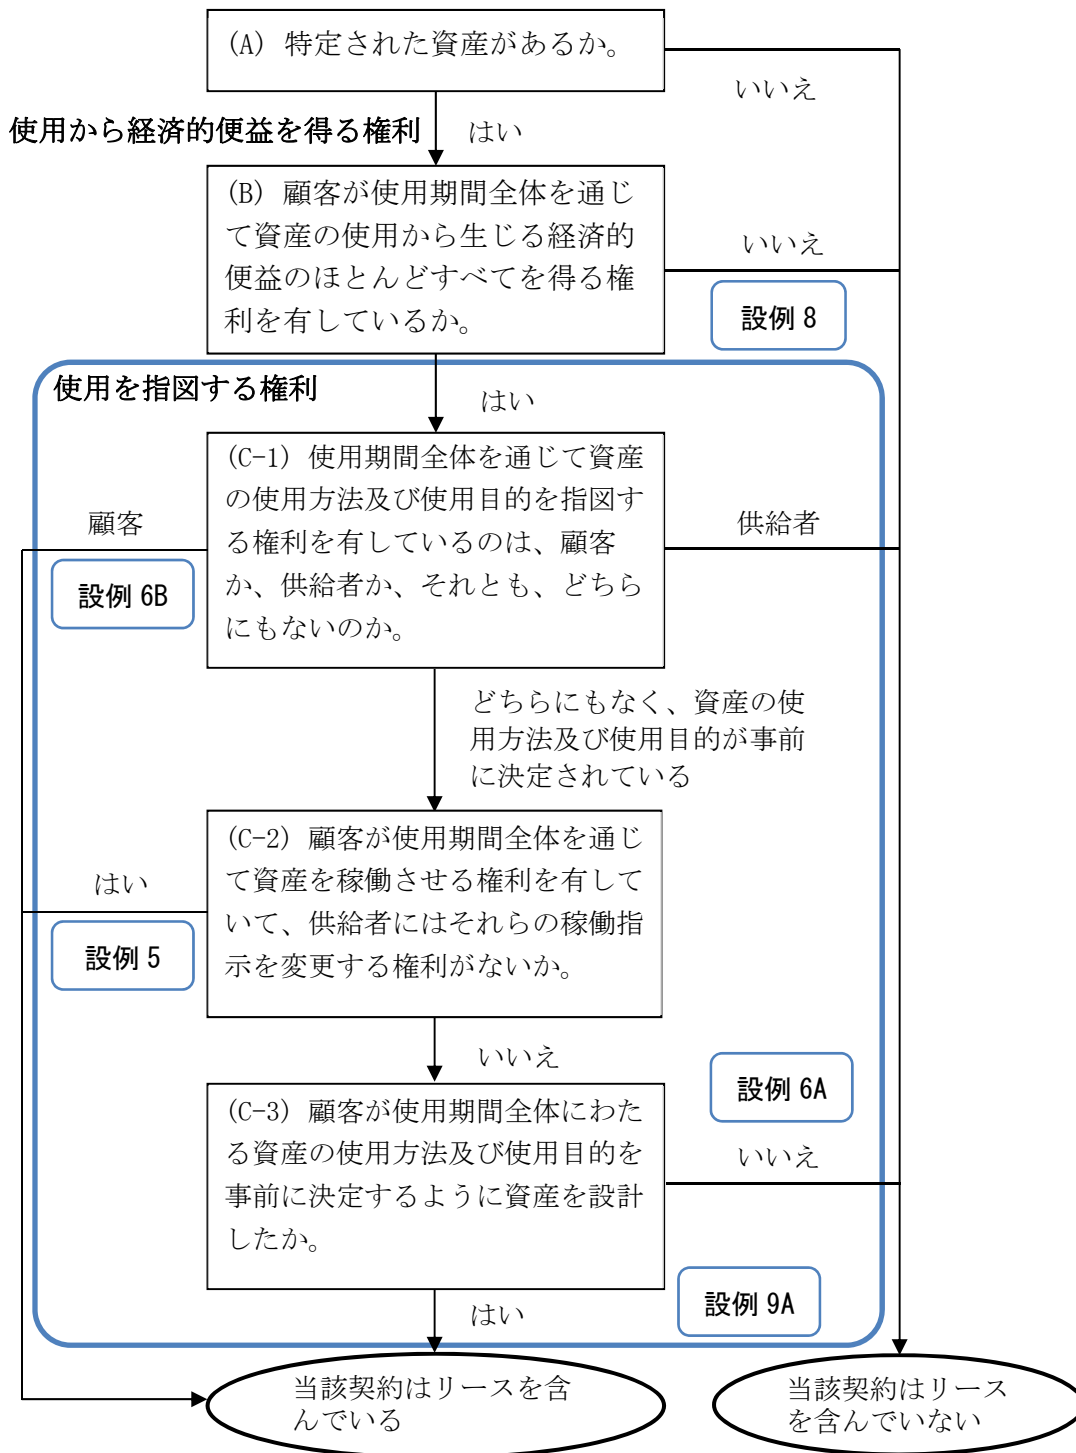 (A) 特定された資産があるか。
いいえ
使用から経済的便益を得る権利
はい
(B) 顧客が使用期間全体を通じ
て資産の使用から生じる経済的
便益のほとんどすべてを得る権
利を有しているか。
いいえ
設例 8
使用を指図する権利
はい
(C-1) 使用期間全体を通じて資産
の使用方法及び使用目的を指図す
る権利を有しているのは、顧客
か、供給者か、それとも、どちら
にもないのか。
顧客
設例 6B
供給者
どちらにもなく、資産の使
用方法及び使用目的が事前
に決定されている
(C-2) 顧客が使用期間全体を通じ
て資産を稼働させる権利を有して
いて、供給者にはそれらの稼働指
示を変更する権利がないか。
はい
設例 5
いいえ
設例 6A
(C-3) 顧客が使用期間全体にわた
る資産の使用方法及び使用目的を
事前に決定するように資産を設計
したか。
いいえ
設例 9A
はい
当該契約はリースを含
んでいる
当該契約はリース
を含んでいない